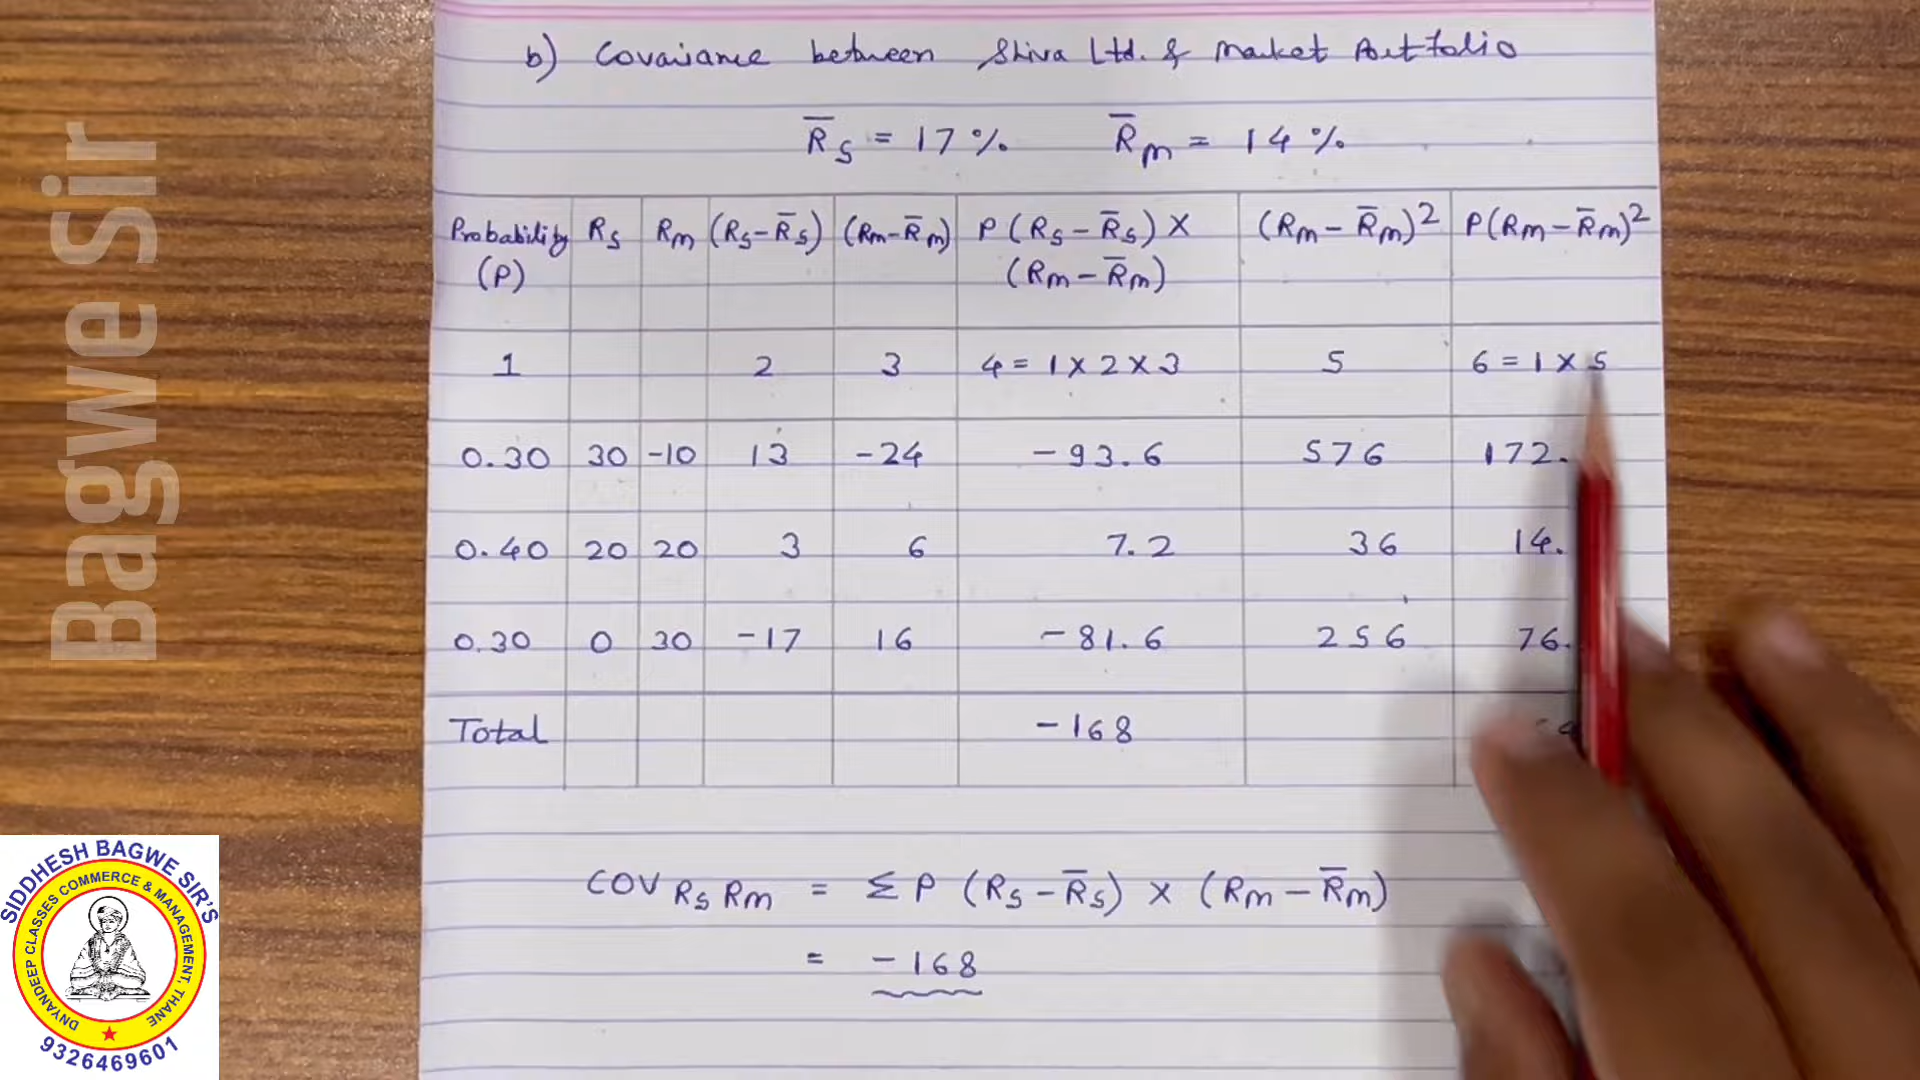 b) Covariance between Shiva Ltd. & Market Portfolio
R̅s = 17 % R̅m = 14 %
Probability (P) Rs Rm (Rs-R̅s) (Rm-R̅m) P (Rs-R̅s) X (Rm-R̅m) (Rm-R̅m)2 P(Rm-R̅m)2
1 2 3 4 = 1 x 2 x 3 5 6 = 1 x 5
0.30 30 -10 13 -24 -93.6 576 172.
0.40 20 20 3 6 7.2 36 14.
0.30 0 30 -17 16 -81.6 256 76.
Total -168
COV Rs Rm = Σ P (Rs-R̅s) x (Rm-R̅m)
= -168
Bagwe Sir
SIDDHESH BAGWE SIR'S
DNYANDEEP CLASSES COMMERCE & MANAGEMENT, THANE
9326469601